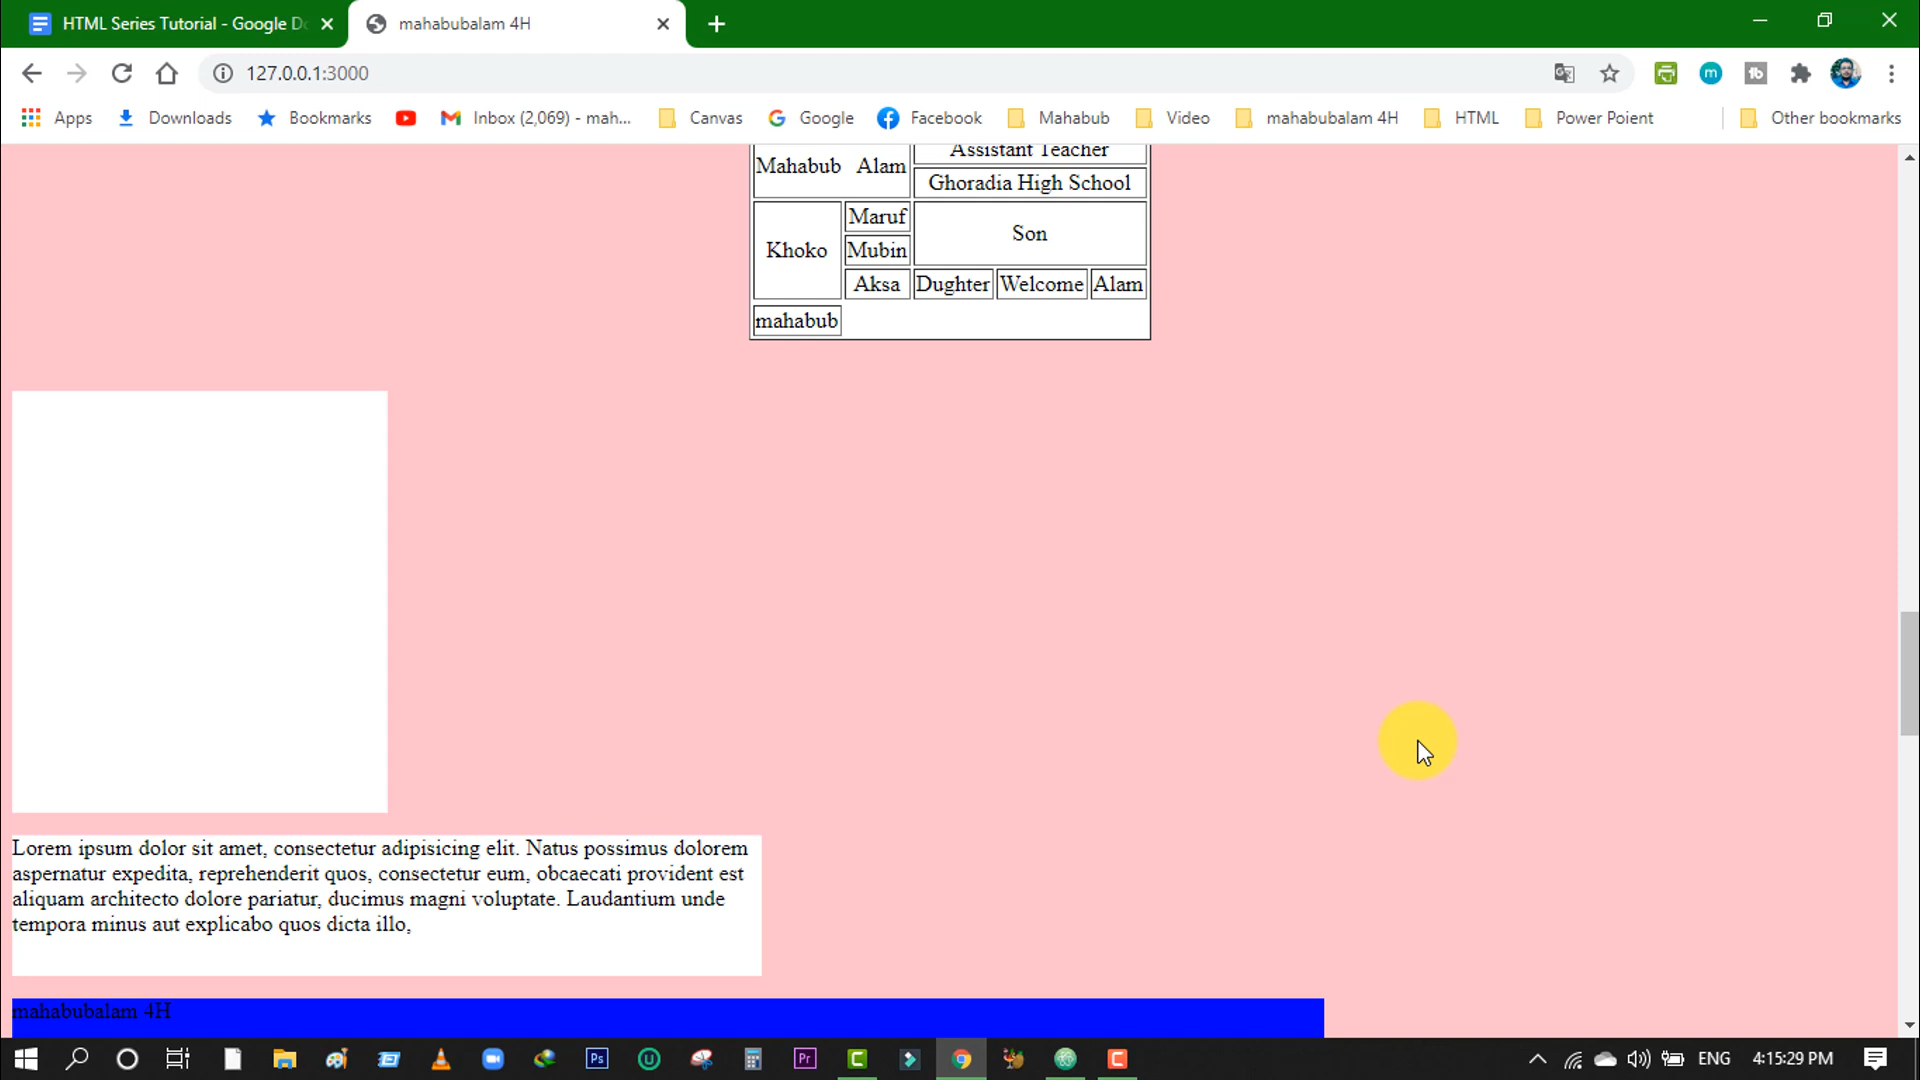 HTML Series Tutorial - Google D
mahabubalam 4H
127.0.0.1:3000
Apps
Downloads
Bookmarks
Inbox (2,069) - mah...
Canvas
Google
Facebook
Mahabub
Video
mahabubalam 4H
HTML
Power Poient
Other bookmarks
Assistant Teacher
Mahabub Alam
Ghoradia High School
Khoko
Maruf
Son
Mubin
Aksa
Dughter
Welcome
Alam
mahabub
Lorem ipsum dolor sit amet, consectetur adipisicing elit. Natus possimus dolorem
aspernatur expedita, reprehenderit quos, consectetur eum, obcaecati provident est
aliquam architecto dolore pariatur, ducimus magni voluptate. Laudantium unde
tempora minus aut explicabo quos dicta illo,
mahabubalam 4H
Ps
Pr
ENG
4:15:29 PM